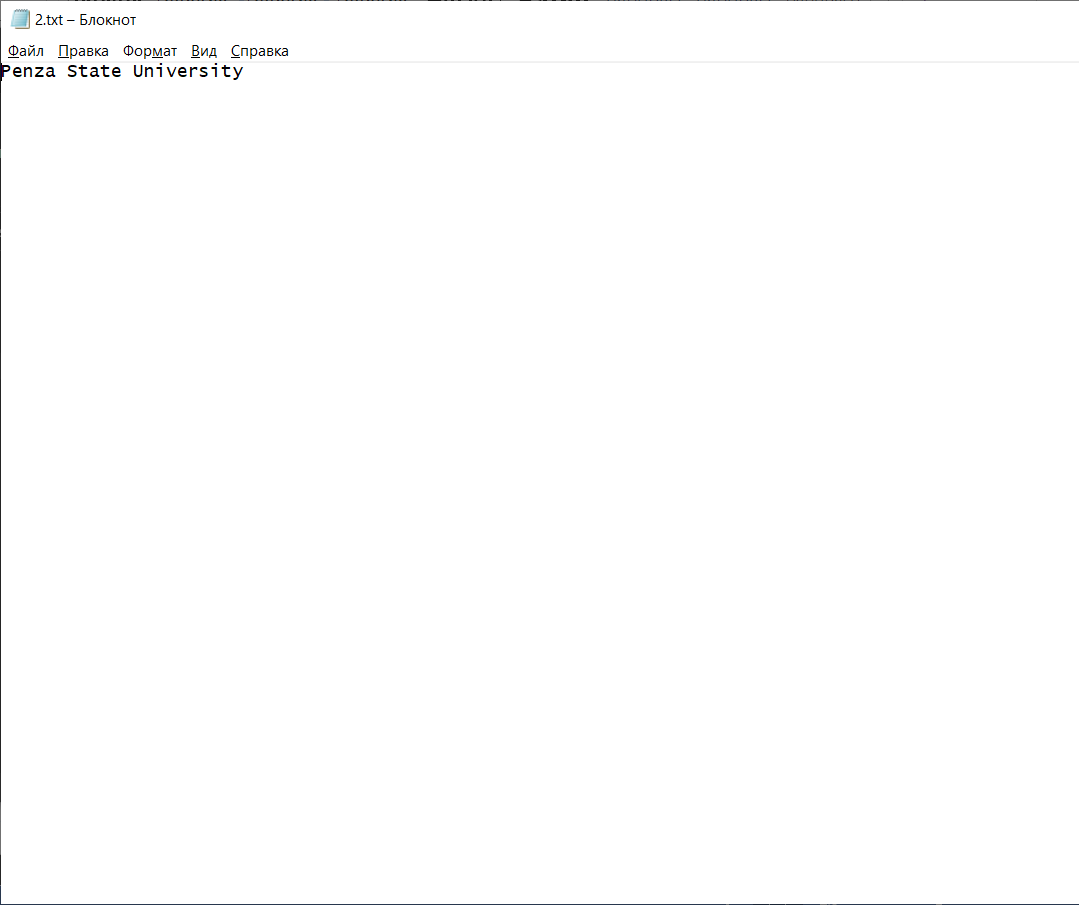 2.txt – Блокнот
Файл Правка Формат Вид Справка
Penza State University